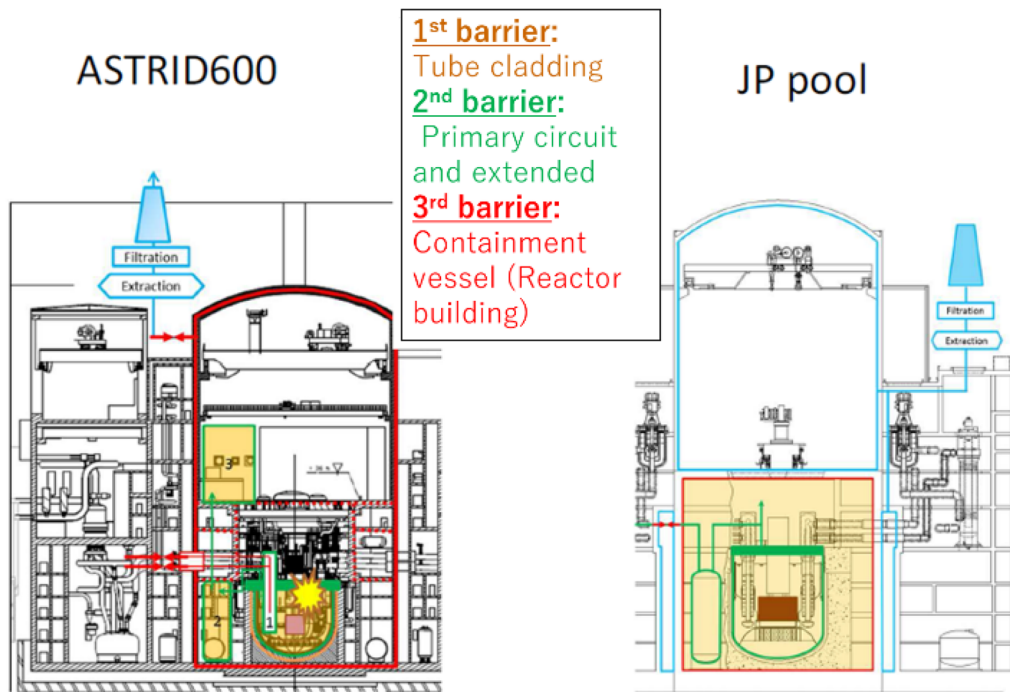 ASTRID600
1st barrier:
Tube cladding
2nd barrier:
Primary circuit
and extended
3rd barrier:
Containment
vessel (Reactor
building)
JP pool
Filtration
Extraction
3
2
1
Filtration
Extraction